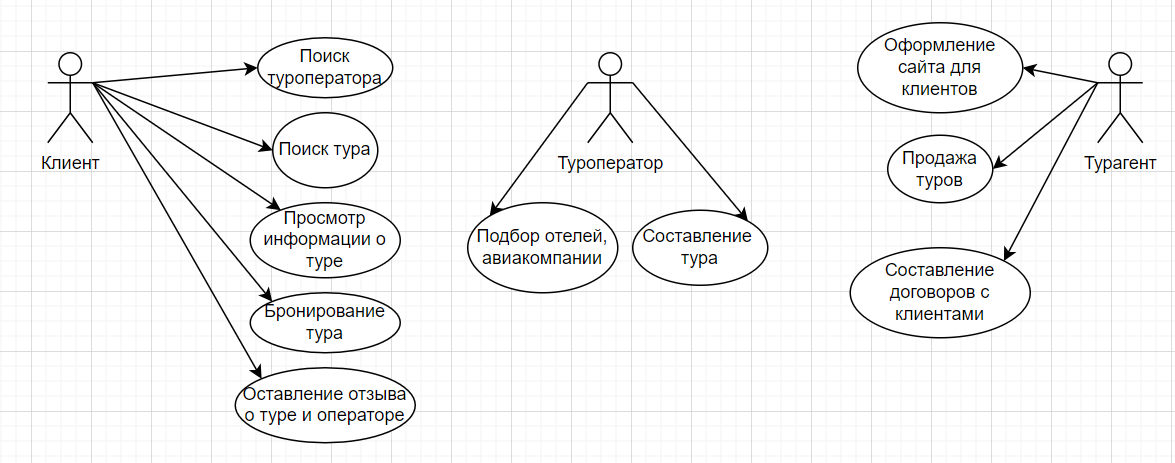 Поиск
туроператора
Поиск тура
Просмотр
информации о
туре
Бронирование
тура
Оставление отзыва
о туре и операторе
Клиент
Туроператор
Подбор отелей,
авиакомпании
Составление
тура
Оформление
сайта для
клиентов
Продажа
туров
Составление
договоров с
клиентами
Турагент